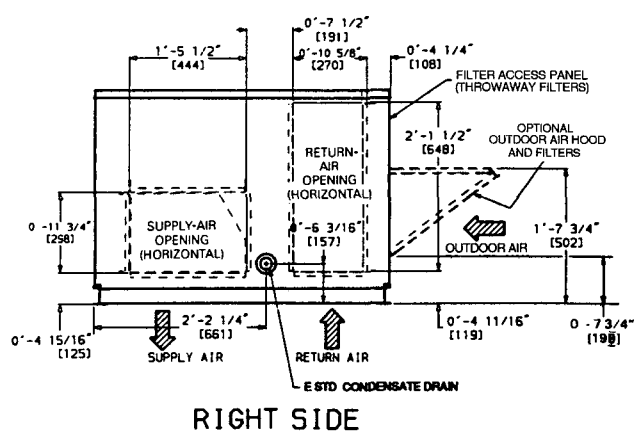 0'-7 1/2"
[191]
1'-5 1/2"
[444]
0'-10 5/8"
[270]
0'-4 1/4"
[108]
FILTER ACCESS PANEL
(THROWAWAY FILTERS)
2'-1 1/2"
[648]
OPTIONAL
OUTDOOR AIR HOOD
AND FILTERS
RETURN-
AIR
OPENING
(HORIZONTAL)
0 -11 3/4"
[298]
SUPPLY-AIR
OPENING
(HORIZONTAL)
'-6 3/16"
[157]
OUTDOOR AIR
1'-7 3/4"
[502]
0'-4 15/16"
[125]
2'-2 1/4"
[661]
SUPPLY AIR
RETURN AIR
0'-4 11/16"
[119]
0 -7 3/4"
E STD CONDENSATE DRAIN
RIGHT SIDE